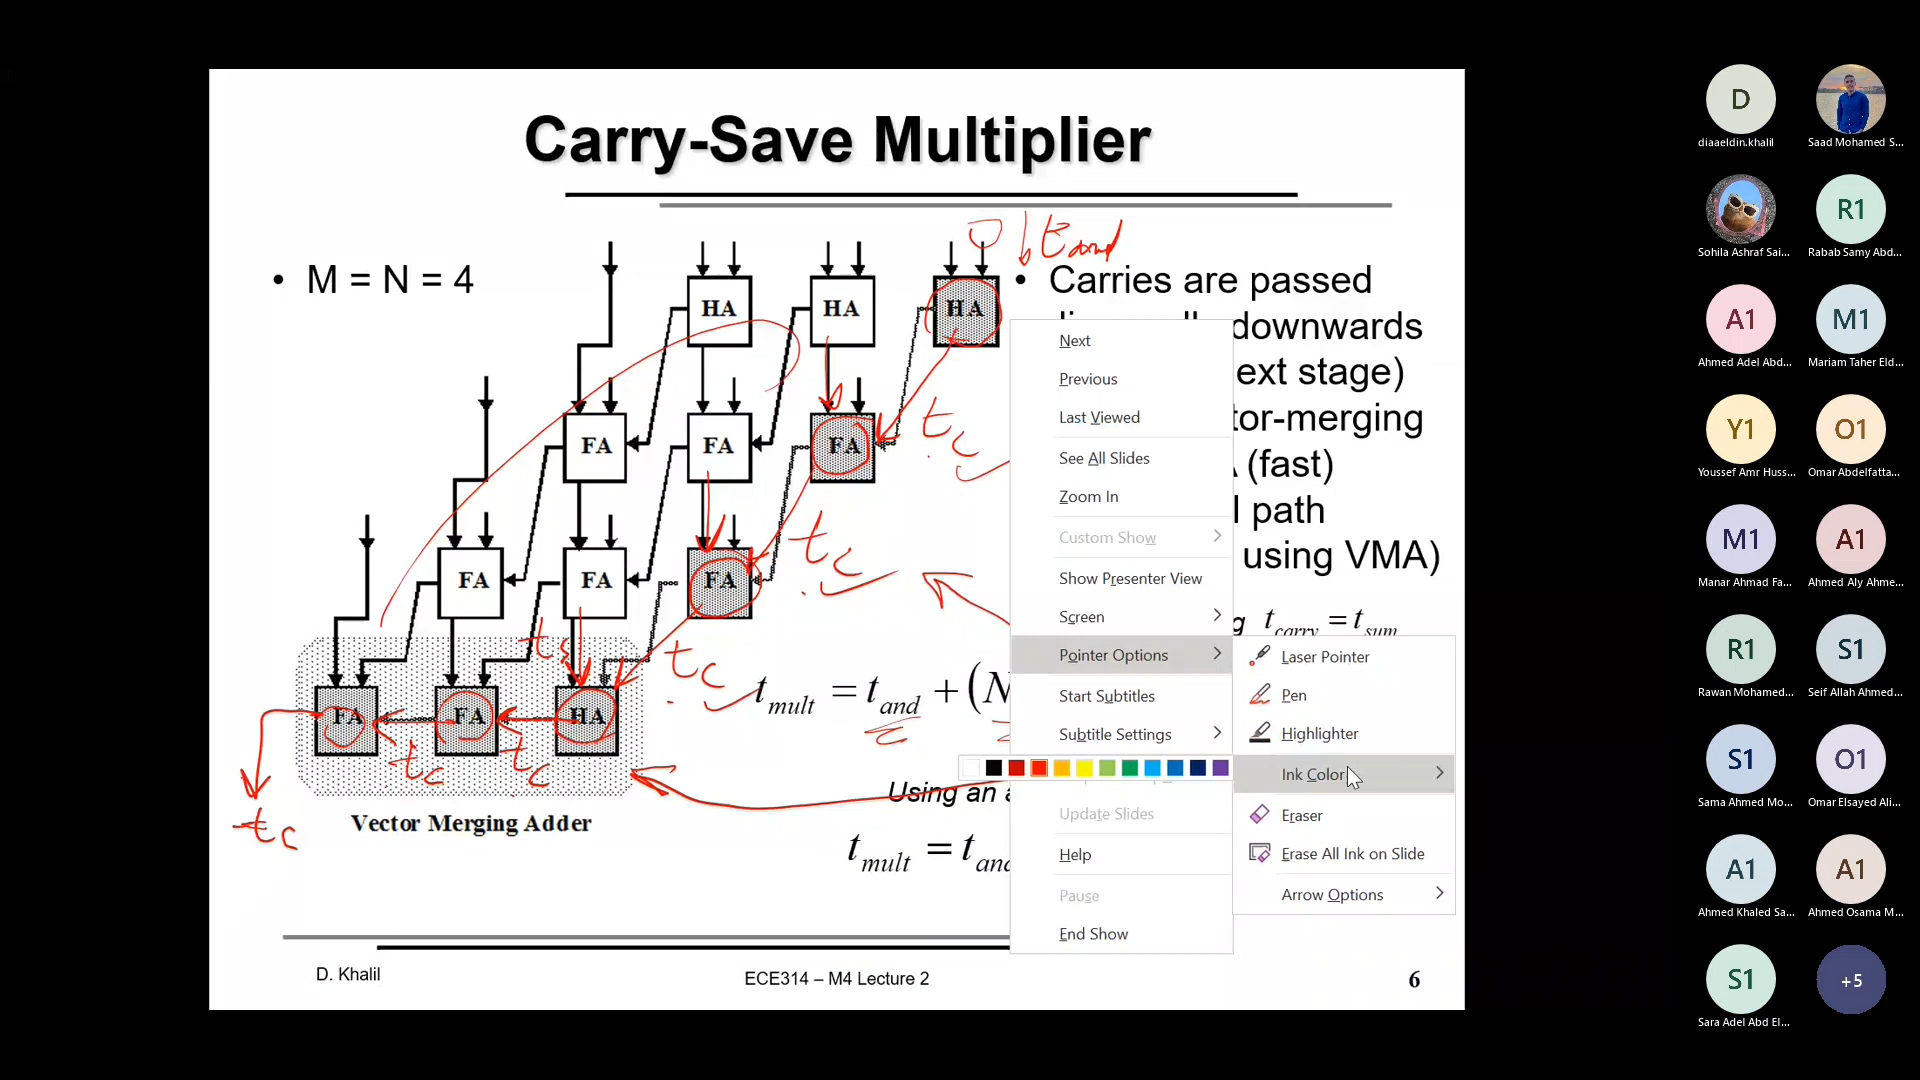 Carry-Save Multiplier
• M = N = 4
tand
• Carries are passed
downwards
ext stage)
tor-merging
(fast)
l path
using VMA)
HA HA HA
FA FA FA
FA FA FA
FA FA HA
tc
tc
tc
ts
tc tc
tc
Vector Merging Adder
g t_carry = t_sum
t_mult = t_and + (N
Using an a
t_mult = t_and
D. Khalil
ECE314 – M4 Lecture 2
6
Next
Previous
Last Viewed
See All Slides
Zoom In
Custom Show
Show Presenter View
Screen
Pointer Options
Start Subtitles
Subtitle Settings
Update Slides
Help
Pause
End Show
Laser Pointer
Pen
Highlighter
Ink Color
Eraser
Erase All Ink on Slide
Arrow Options
D
diaaeldin.khalil
Saad Mohamed S...
Sohila Ashraf Sai...
R1
Rabab Samy Abd...
A1
Ahmed Adel Abd...
M1
Mariam Taher Eld...
Y1
Youssef Amr Huss...
O1
Omar Abdelfatta...
M1
Manar Ahmad Fa...
A1
Ahmed Aly Ahme...
R1
Rawan Mohamed...
S1
Seif Allah Ahmed...
S1
Sama Ahmed Mo...
O1
Omar Elsayed Ali...
A1
Ahmed Khaled Sa...
A1
Ahmed Osama M...
S1
Sara Adel Abd El...
+5